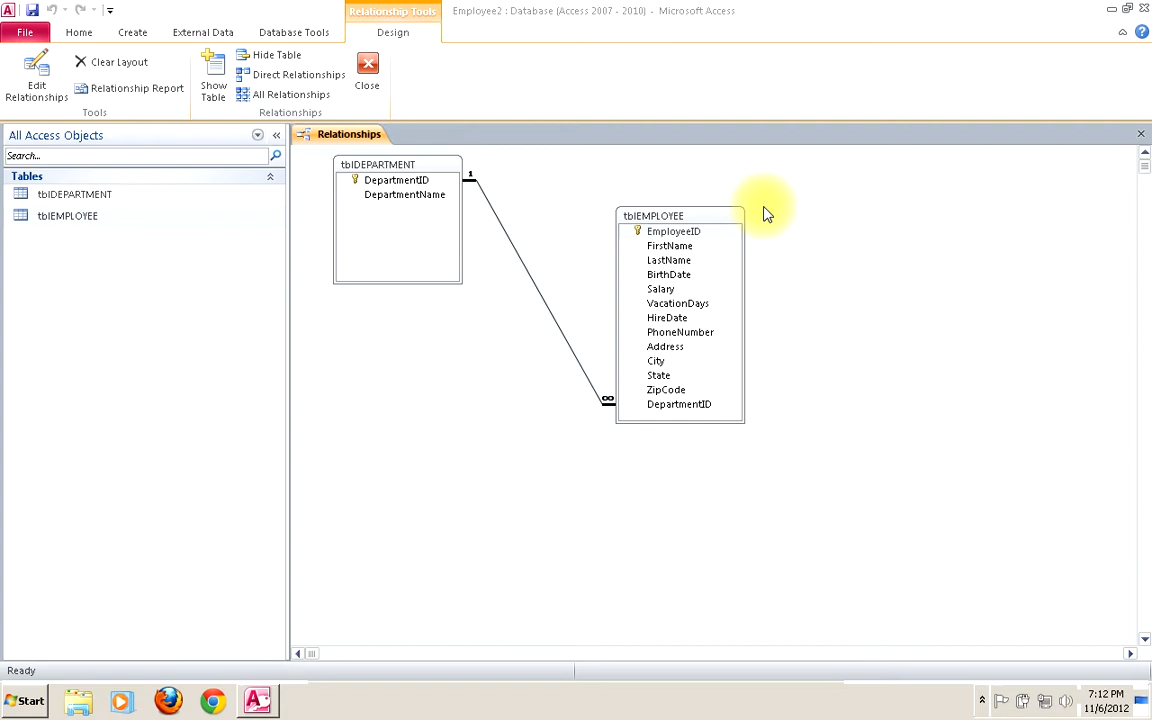 Relationship Tools
Employee2 : Database (Access 2007 - 2010) - Microsoft Access
File
Home
Create
External Data
Database Tools
Design
Edit
Relationships
Clear Layout
Relationship Report
Tools
Show
Table
Hide Table
Direct Relationships
All Relationships
Relationships
Close
All Access Objects
Search...
Tables
tblDEPARTMENT
tblEMPLOYEE
Relationships
tblDEPARTMENT
DepartmentID
DepartmentName
1
∞
tblEMPLOYEE
EmployeeID
FirstName
LastName
BirthDate
Salary
VacationDays
HireDate
PhoneNumber
Address
City
State
ZipCode
DepartmentID
Ready
Start
7:12 PM
11/6/2012